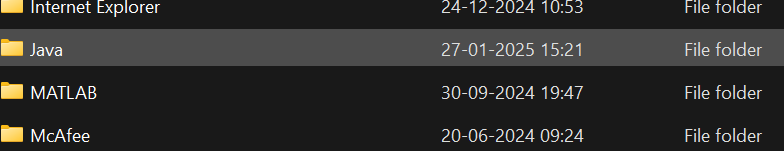 Internet Explorer 24-12-2024 10:53 File folder
Java 27-01-2025 15:21 File folder
MATLAB 30-09-2024 19:47 File folder
McAfee 20-06-2024 09:24 File folder